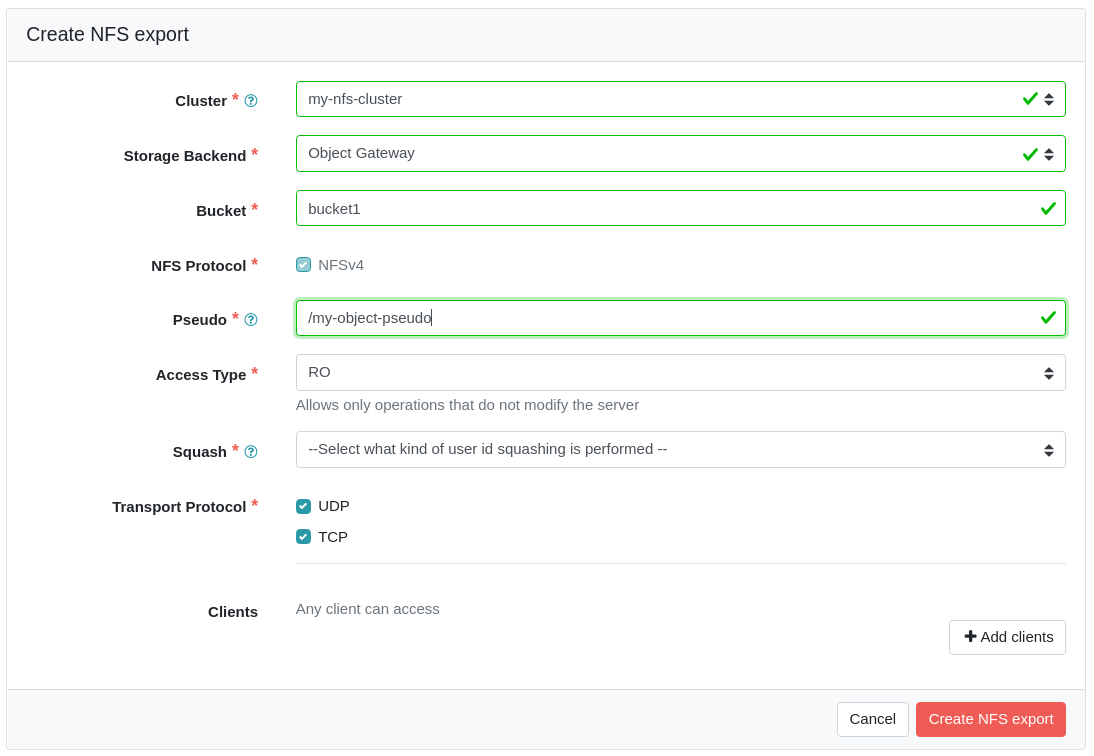 Create NFS export
Cluster *
my-nfs-cluster
Storage Backend *
Object Gateway
Bucket *
bucket1
NFS Protocol *
NFSv4
Pseudo *
/my-object-pseudo
Access Type *
RO
Allows only operations that do not modify the server
Squash *
--Select what kind of user id squashing is performed --
Transport Protocol *
UDP
TCP
Clients
Any client can access
Add clients
Cancel
Create NFS export